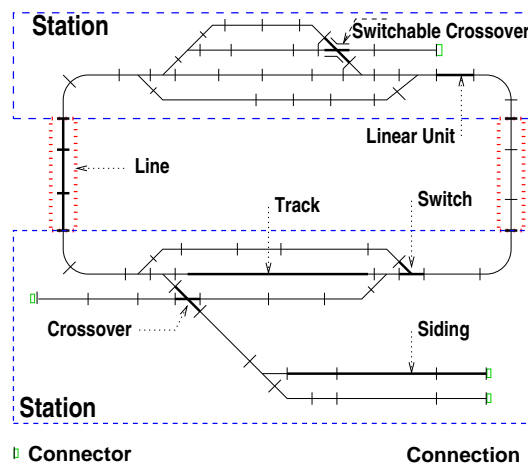 Station
Switchable Crossover
Linear Unit
Line
Track
Switch
Crossover
Siding
Station
Connector
Connection